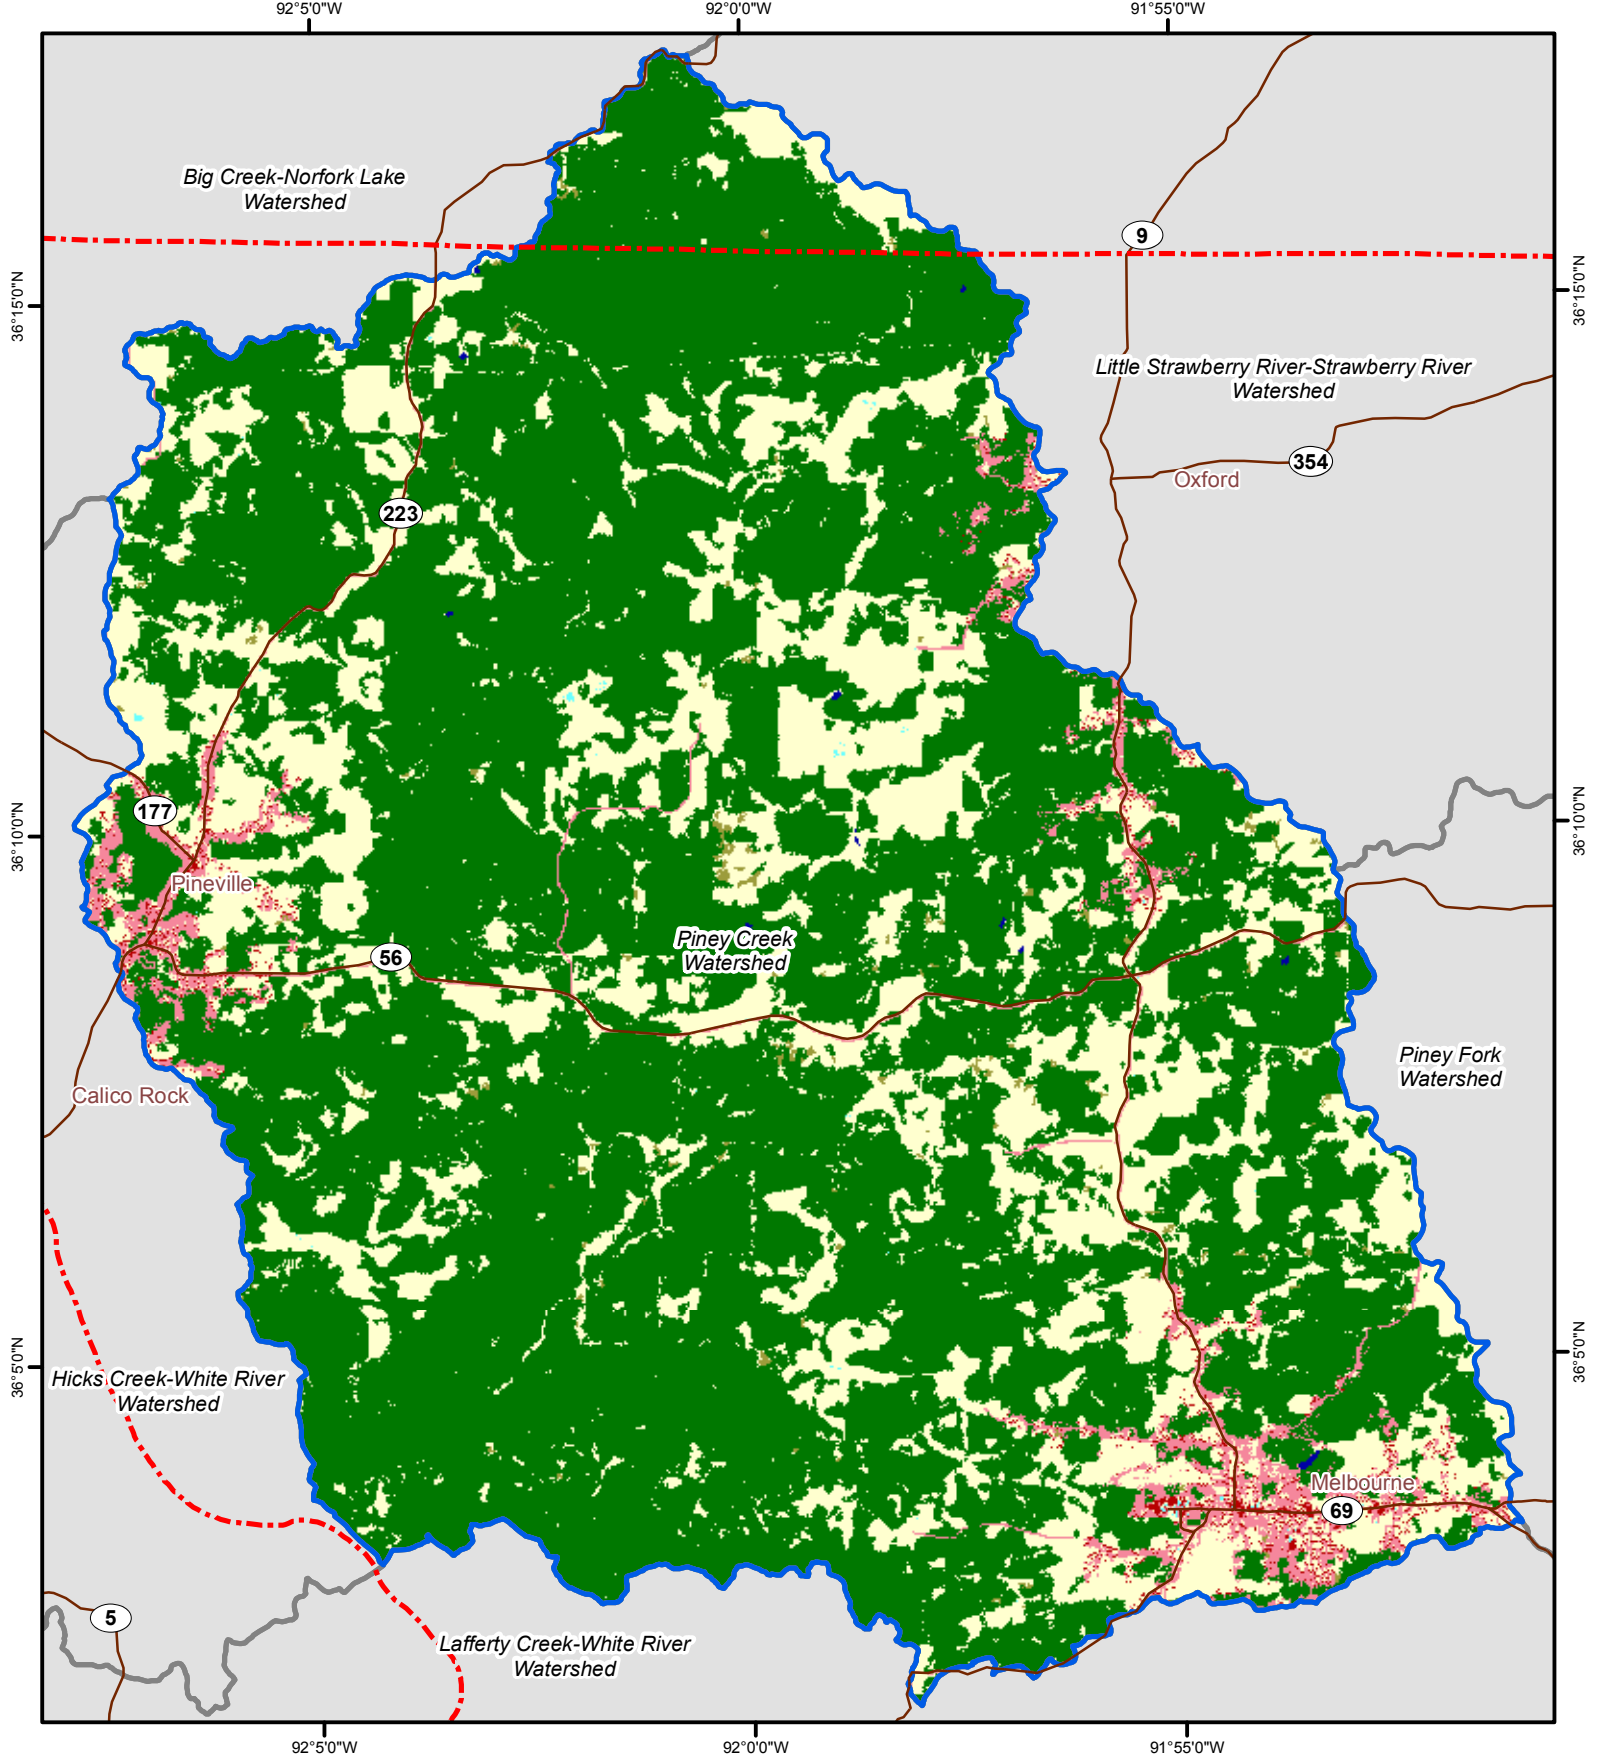 92°5'0"W
92°0'0"W
91°55'0"W
Big Creek-Norfork Lake
Watershed
9
36°15'0"N
36°15'0"N
Little Strawberry River-Strawberry River
Watershed
354
Oxford
223
177
36°10'0"N
36°10'0"N
Pineville
56
Piney Creek
Watershed
Piney Fork
Watershed
Calico Rock
36°5'0"N
36°5'0"N
Hicks Creek-White River
Watershed
Melbourne
69
5
Lafferty Creek-White River
Watershed
92°5'0"W
92°0'0"W
91°55'0"W